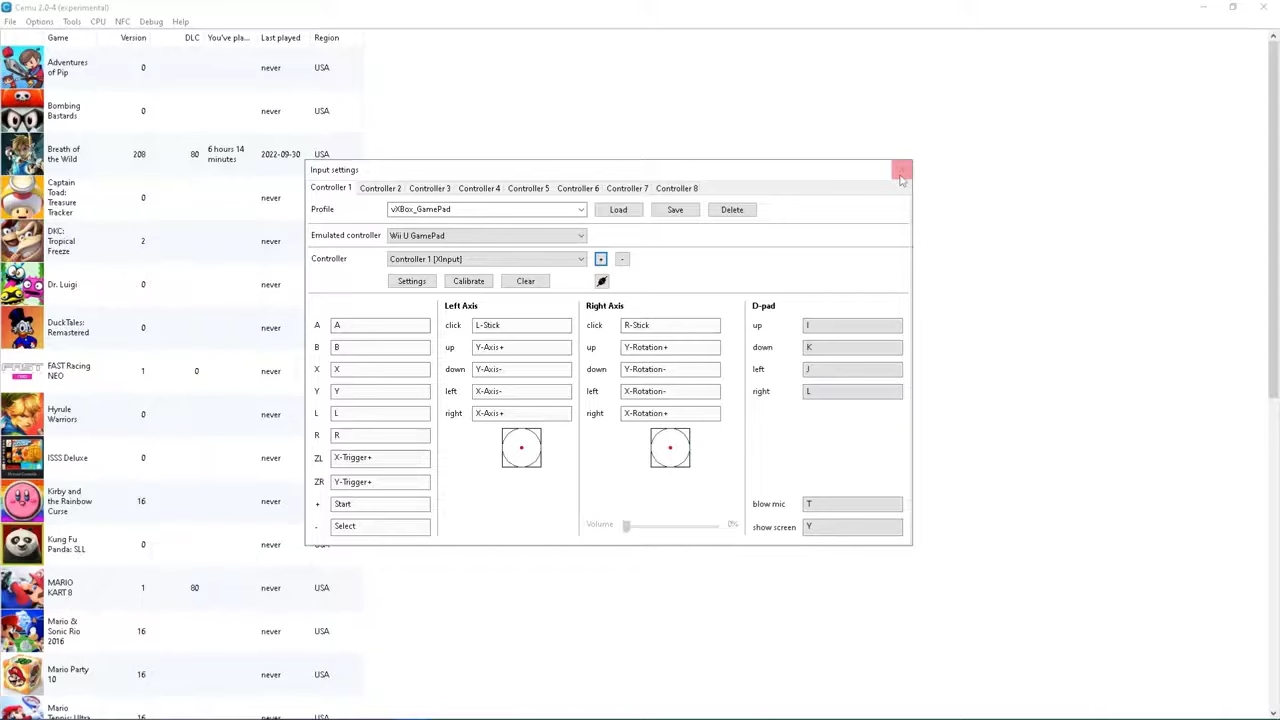 Cemu 2.0-4 (experimental)
File Options Tools CPU NFC Debug Help
Game Version DLC You've pla... Last played Region
Adventures
of Pip
0 never USA
Bombing
Bastards
0 never USA
Breath of
the Wild
208 80 6 hours 14
minutes
2022-09-30 USA
Captain
Toad:
Treasure
Tracker
0 never
DKC:
Tropical
Freeze
2 never
Dr. Luigi
0 never
DuckTales:
Remastered
0 never
FAST
FAST Racing
NEO
1 0 never
Hyrule
Warriors
0 never
ISSS Deluxe
0 never
Kirby and
the Rainbow
Curse
16 never
Kung Fu
Panda: SLL
0 never
MARIO
KART 8
1 80 never USA
Mario &
Sonic Rio
2016
16 never USA
Mario Party
10
16 never USA
Mario
Tennis: Ultra
16 never USA
Input settings
Controller 1 Controller 2 Controller 3 Controller 4 Controller 5 Controller 6 Controller 7 Controller 8
Profile vXBox_GamePad Load Save Delete
Emulated controller Wii U GamePad
Controller Controller 1 [XInput] + -
Settings Calibrate Clear
A A
B B
X X
Y Y
L L
R R
ZL X-Trigger+
ZR Y-Trigger+
+ Start
- Select
Left Axis
click L-Stick
up Y-Axis+
down Y-Axis-
left X-Axis-
right X-Axis+
Right Axis
click R-Stick
up Y-Rotation+
down Y-Rotation-
left X-Rotation-
right X-Rotation+
Volume 0%
D-pad
up I
down K
left J
right L
blow mic T
show screen Y